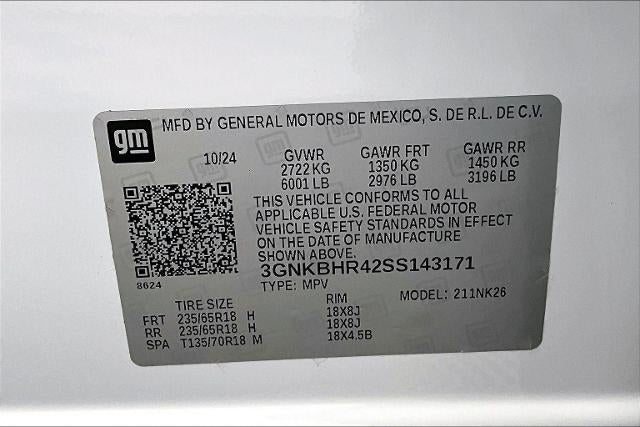 gm MFD BY GENERAL MOTORS DE MEXICO, S. DE R.L. DE C.V.
10/24 GVWR GAWR FRT GAWR RR
2722 KG 1350 KG 1450 KG
6001 LB 2976 LB 3196 LB
THIS VEHICLE CONFORMS TO ALL
APPLICABLE U.S. FEDERAL MOTOR
VEHICLE SAFETY STANDARDS IN EFFECT
ON THE DATE OF MANUFACTURE
SHOWN ABOVE.
8624 3GNKBHR42SS143171
TYPE: MPV MODEL: 211NK26
TIRE SIZE RIM
FRT 235/65R18 H 18X8J
RR 235/65R18 H 18X8J
SPA T135/70R18 M 18X4.5B